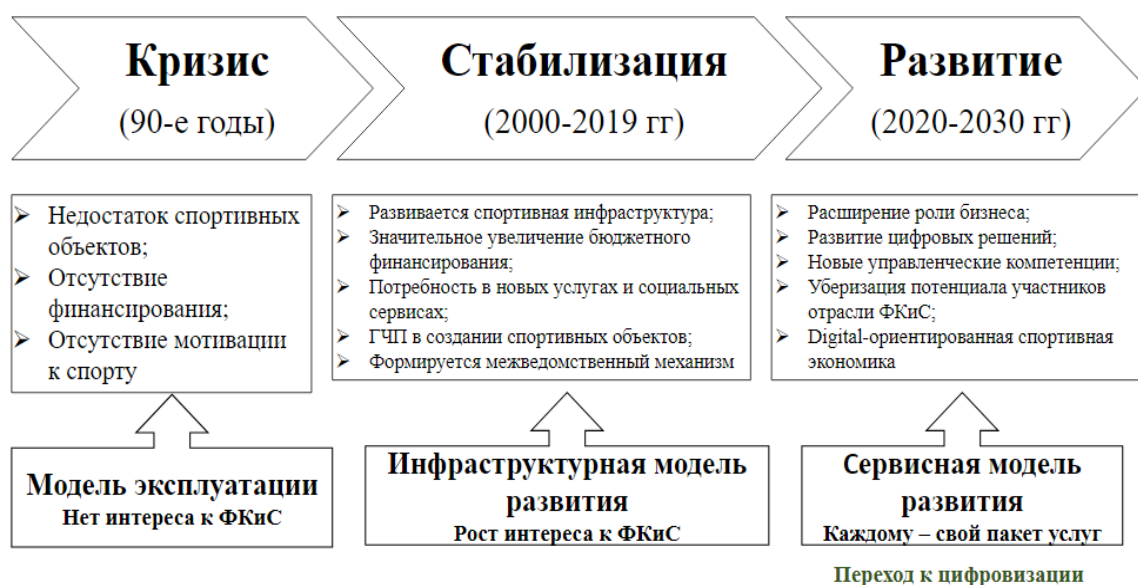 Кризис
(90-е годы)
Стабилизация
(2000-2019 гг)
Развитие
(2020-2030 гг)
➢ Недостаток спортивных
объектов;
➢ Отсутствие
финансирования;
➢ Отсутствие мотивации
к спорту
➢ Развивается спортивная инфраструктура;
➢ Значительное увеличение бюджетного
финансирования;
➢ Потребность в новых услугах и социальных
сервисах;
➢ ГЧП в создании спортивных объектов;
➢ Формируется межведомственный механизм
➢ Расширение роли бизнеса;
➢ Развитие цифровых решений;
➢ Новые управленческие компетенции;
➢ Уберизация потенциала участников
отрасли ФКиС;
➢ Digital-ориентированная спортивная
экономика
Модель эксплуатации
Нет интереса к ФКиС
Инфраструктурная модель
развития
Рост интереса к ФКиС
Сервисная модель
развития
Каждому – свой пакет услуг
Переход к цифровизации